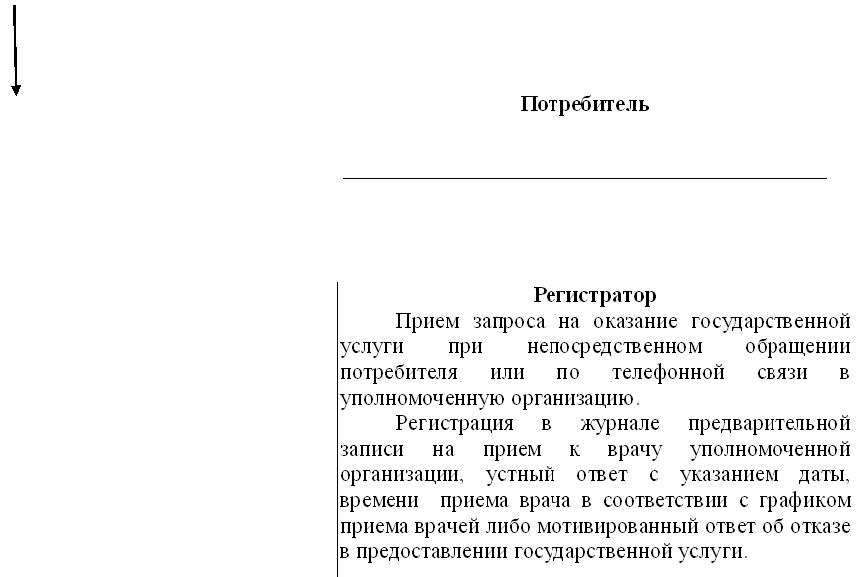 Потребитель
Регистратор
Прием запроса на оказание государственной
услуги при непосредственном обращении
потребителя или по телефонной связи в
уполномоченную организацию.
Регистрация в журнале предварительной
записи на прием к врачу уполномоченной
организации, устный ответ с указанием даты,
времени приема врача в соответствии с графиком
приема врачей либо мотивированный ответ об отказе
в предоставлении государственной услуги.